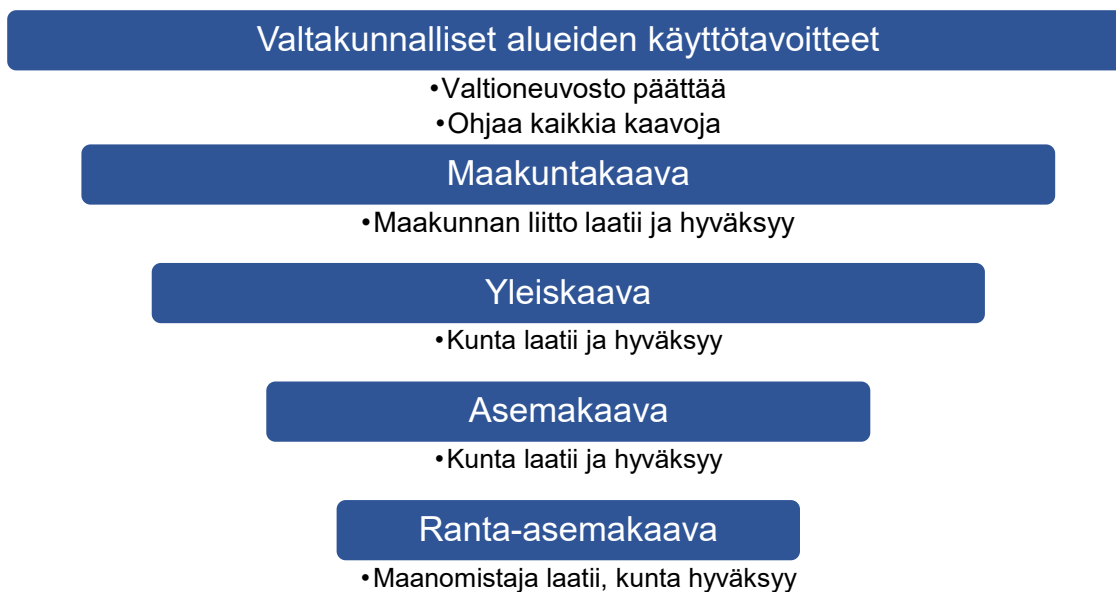 Valtakunnalliset alueiden käyttötavoitteet
•Valtioneuvosto päättää
•Ohjaa kaikkia kaavoja
Maakuntakaava
•Maakunnan liitto laatii ja hyväksyy
Yleiskaava
•Kunta laatii ja hyväksyy
Asemakaava
•Kunta laatii ja hyväksyy
Ranta-asemakaava
•Maanomistaja laatii, kunta hyväksyy